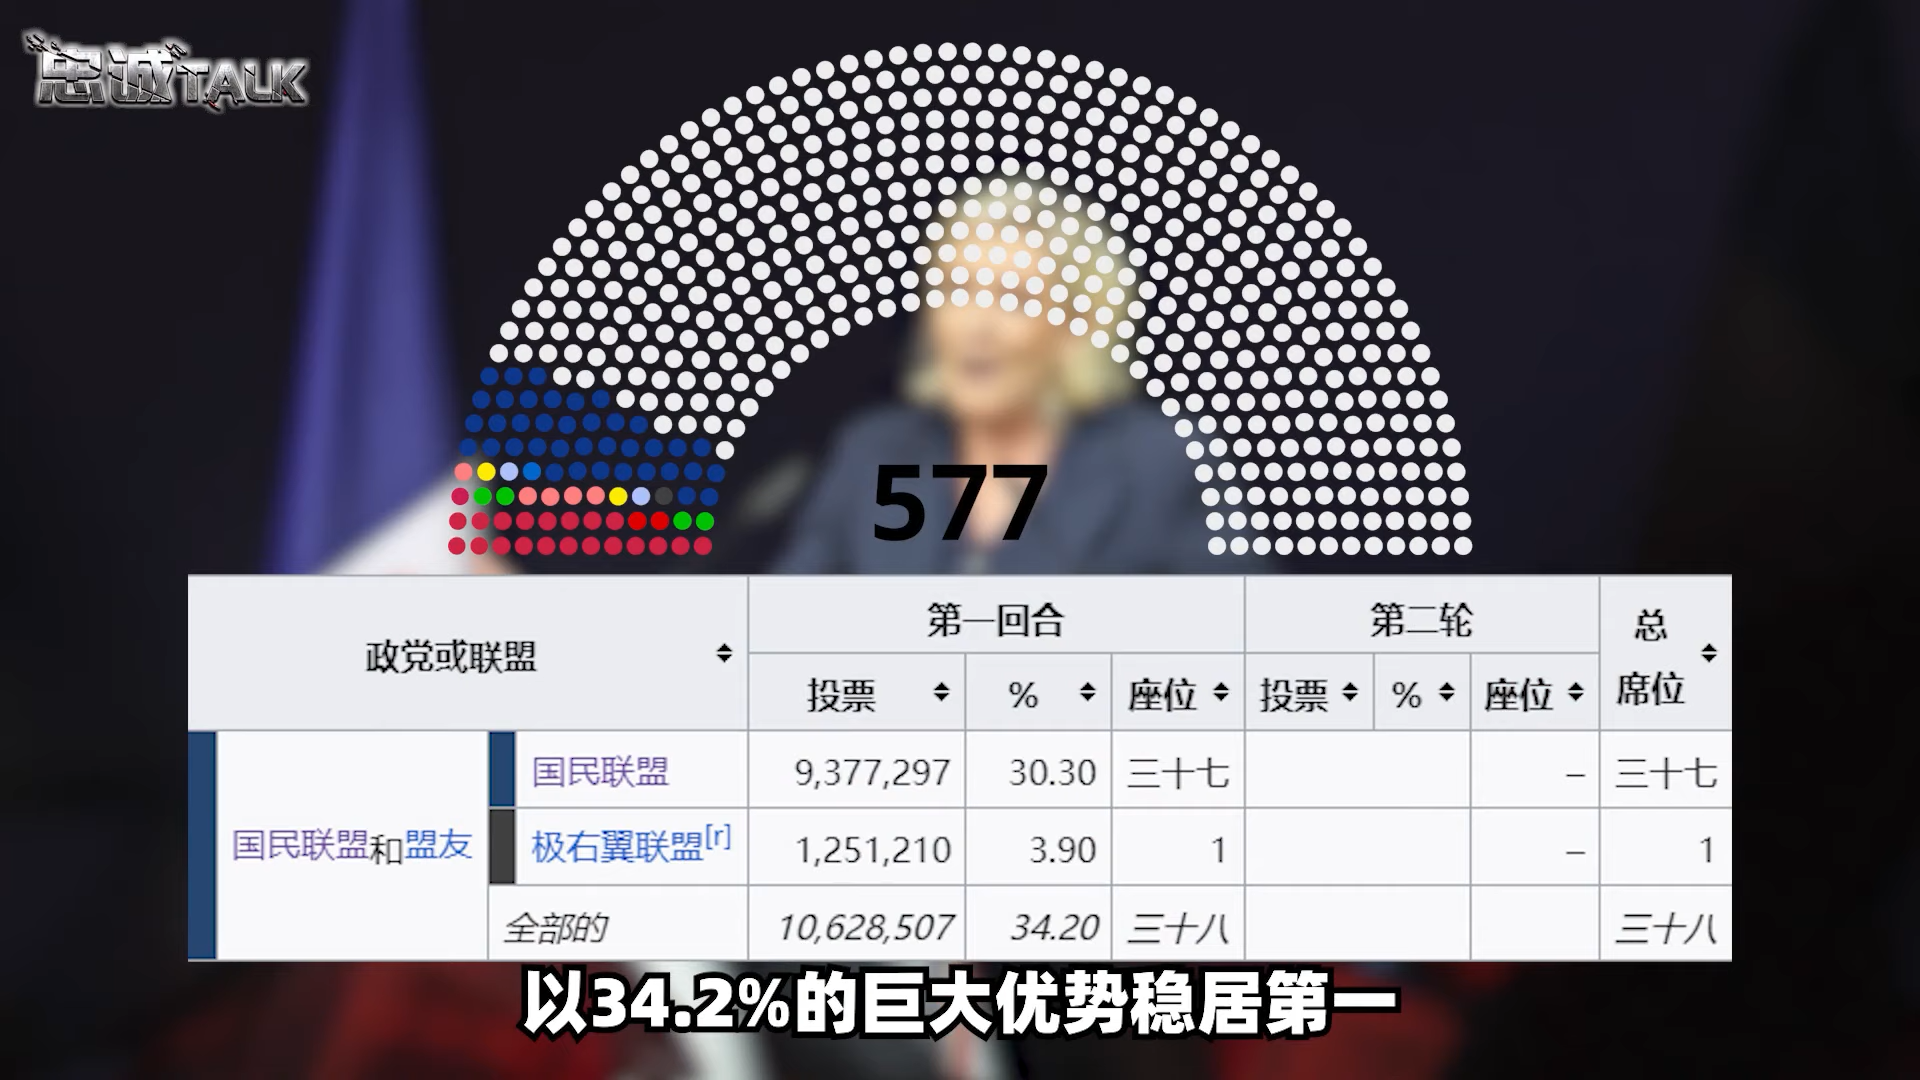 忠诚TALK
577
政党或联盟 第一回合 第二轮 总席位
投票 % 座位 投票 % 座位
国民联盟和盟友 国民联盟 9,377,297 30.30 三十七 – 三十七
极右翼联盟[r] 1,251,210 3.90 1 – 1
全部的 10,628,507 34.20 三十八 三十八
以34.2%的巨大优势稳居第一